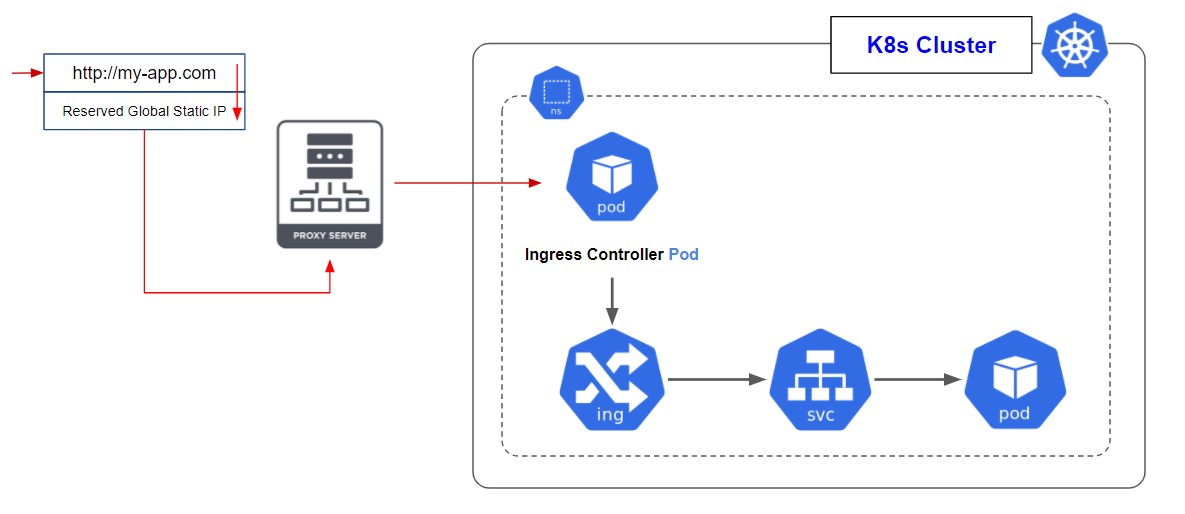 K8s Cluster
http://my-app.com
Reserved Global Static IP
ns
PROXY SERVER
pod
Ingress Controller Pod
ing
svc
pod